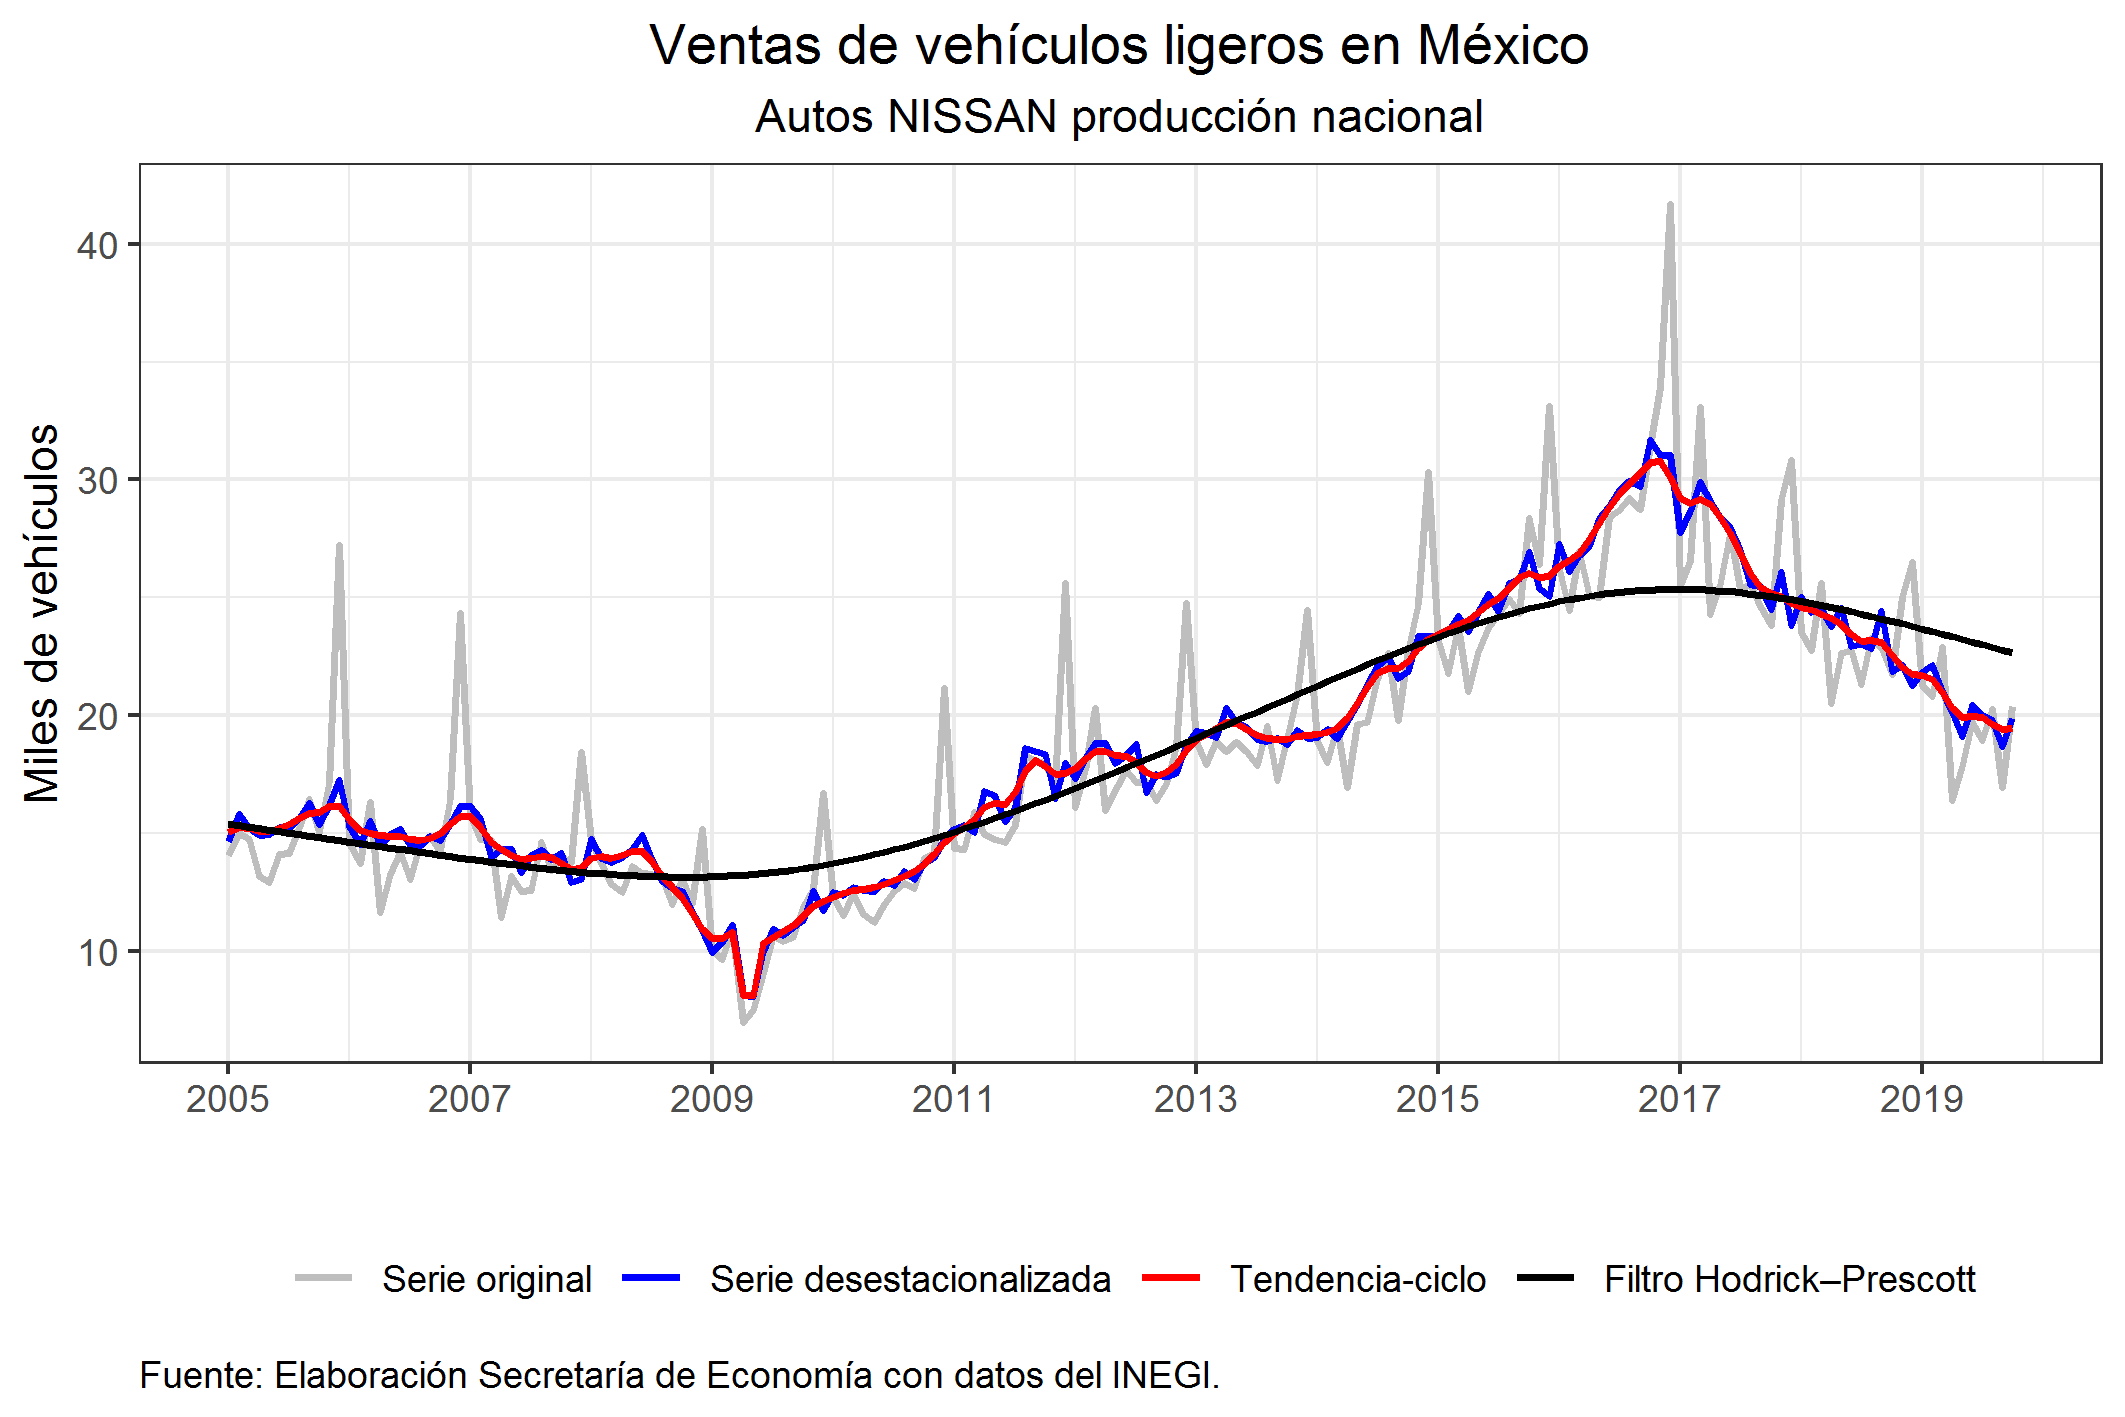 Ventas de vehículos ligeros en México
Autos NISSAN producción nacional
Miles de vehículos
40
30
20
10
2005 2007 2009 2011 2013 2015 2017 2019
Serie original Serie desestacionalizada Tendencia-ciclo Filtro Hodrick–Prescott
Fuente: Elaboración Secretaría de Economía con datos del INEGI.